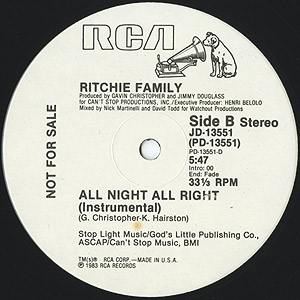 RCA
RITCHIE FAMILY
Produced by GAVIN CHRISTOPHER and JIMMY DOUGLASS
for CAN'T STOP PRODUCTIONS, INC./Executive Producer: HENRI BELOLO
Mixed by Nick Martinelli and David Todd for Watchout Productions
NOT FOR SALE
Side B Stereo
JD-13551
(PD-13551)
PD-13551-D
5:47
Intro: 00
End: Fade
33⅓ RPM
ALL NIGHT ALL RIGHT
(Instrumental)
(G. Christopher-K. Hairston)
Stop Light Music/God's Little Publishing Co.,
ASCAP/Can't Stop Music, BMI
TM(s)® RCA CORP.—MADE IN U.S.A.
Ⓟ 1983 RCA RECORDS